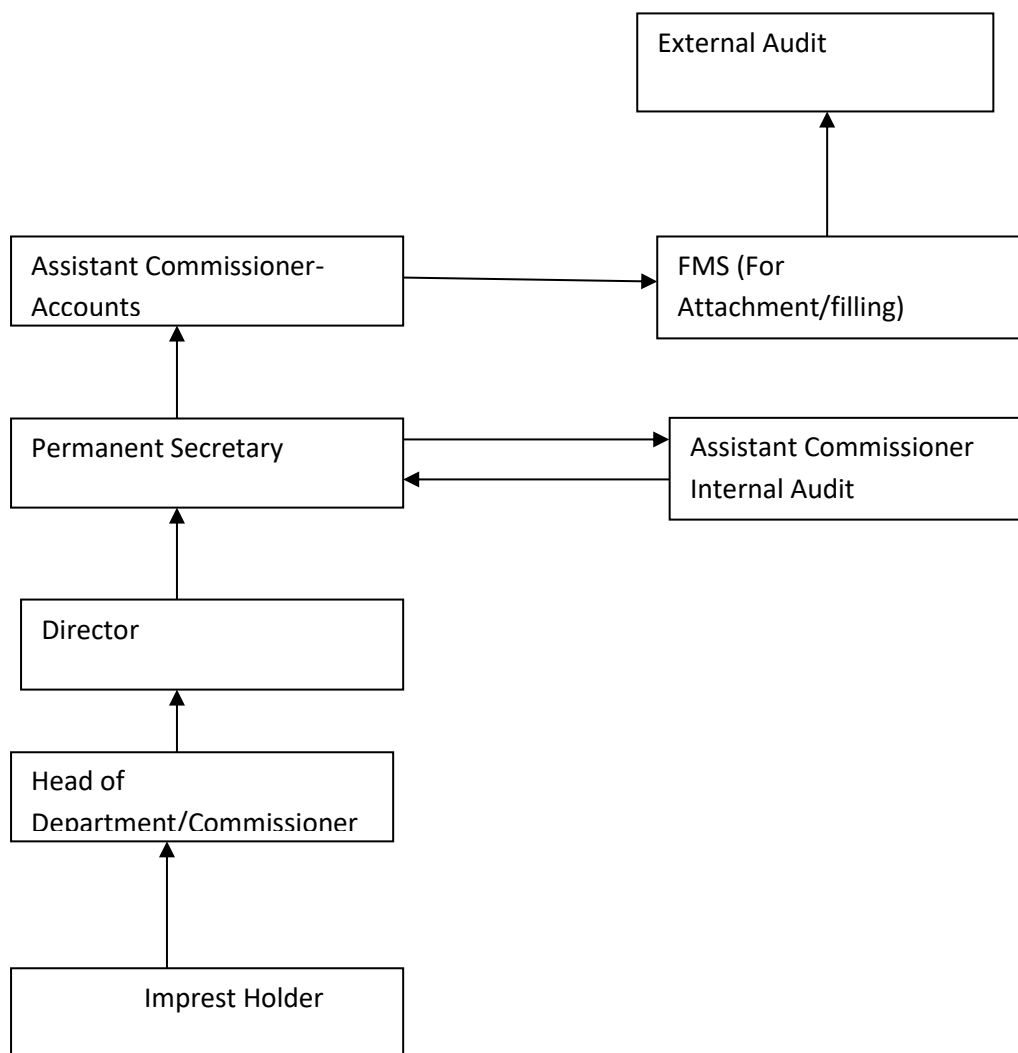 External Audit
Assistant Commissioner-
Accounts
FMS (For
Attachment/filling)
Permanent Secretary
Assistant Commissioner
Internal Audit
Director
Head of
Department/Commissioner
Imprest Holder